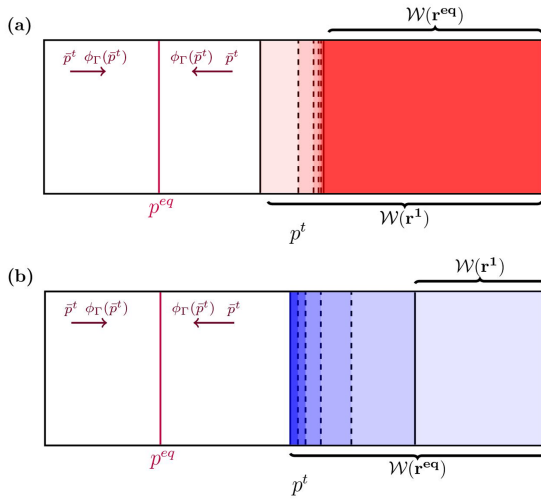 (a)
𝒲(r^eq)
p̄^t ϕ_Γ(p̄^t) ϕ_Γ(p̄^t) p̄^t
p^eq
𝒲(r^1)
p^t
(b)
𝒲(r^1)
p̄^t ϕ_Γ(p̄^t) ϕ_Γ(p̄^t) p̄^t
p^eq
𝒲(r^eq)
p^t